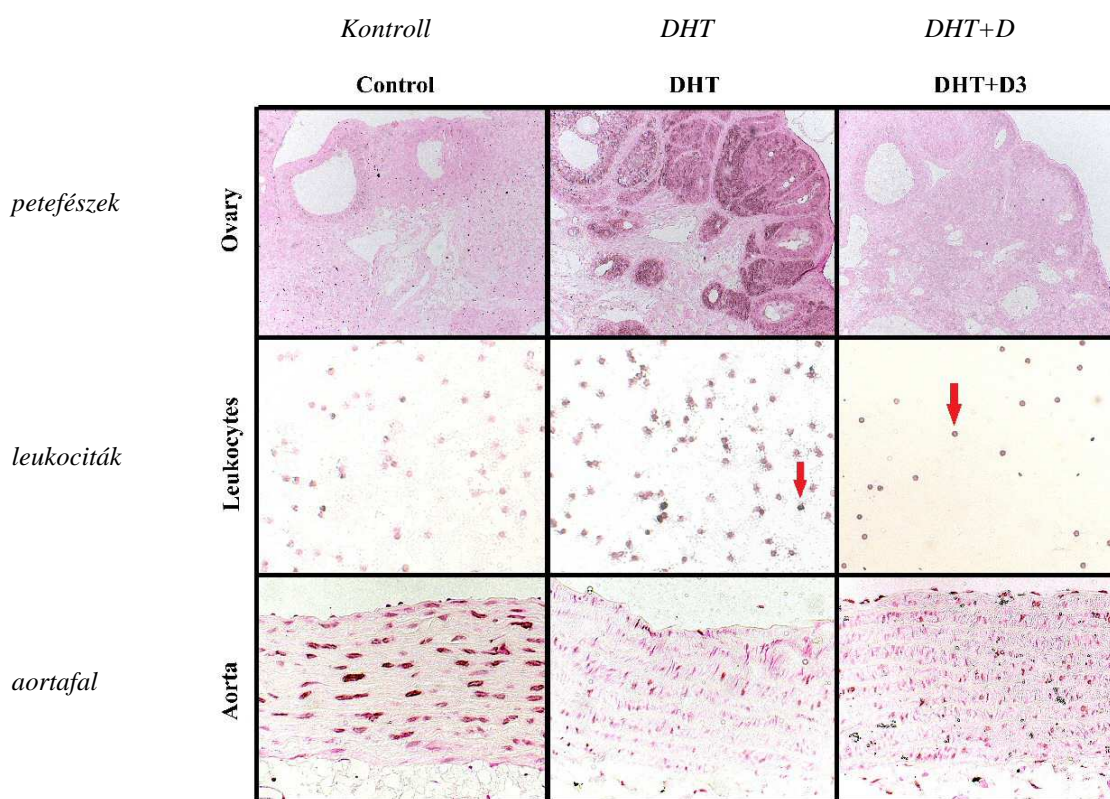 Kontroll DHT DHT+D
Control DHT DHT+D3
petefészek Ovary
leukociták Leukocytes
aortafal Aorta